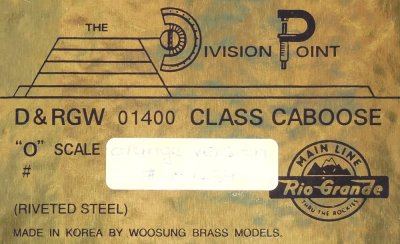 THE DIVISION POINT
D&RGW 01400 CLASS CABOOSE
"O" SCALE
#
MAIN LINE
Rio Grande
THRU THE ROCKIES
(RIVETED STEEL)
MADE IN KOREA BY WOOSUNG BRASS MODELS.